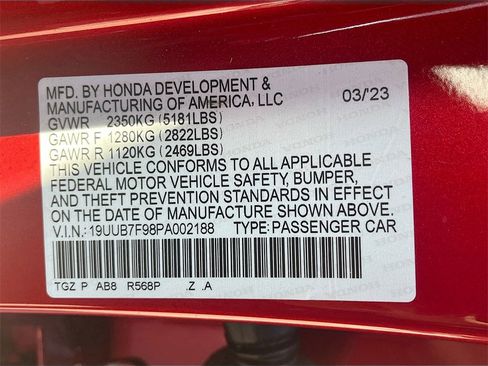 MFD. BY HONDA DEVELOPMENT &
MANUFACTURING OF AMERICA, LLC 03/23
GVWR 2350KG (5181LBS)
GAWR F 1280KG (2822LBS)
GAWR R 1120KG (2469LBS)
THIS VEHICLE CONFORMS TO ALL APPLICABLE
FEDERAL MOTOR VEHICLE SAFETY, BUMPER,
AND THEFT PREVENTION STANDARDS IN EFFECT
ON THE DATE OF MANUFACTURE SHOWN ABOVE.
V.I.N.: 19UUB7F98PA002188 TYPE:PASSENGER CAR
TGZ P AB8 R568P .Z .A